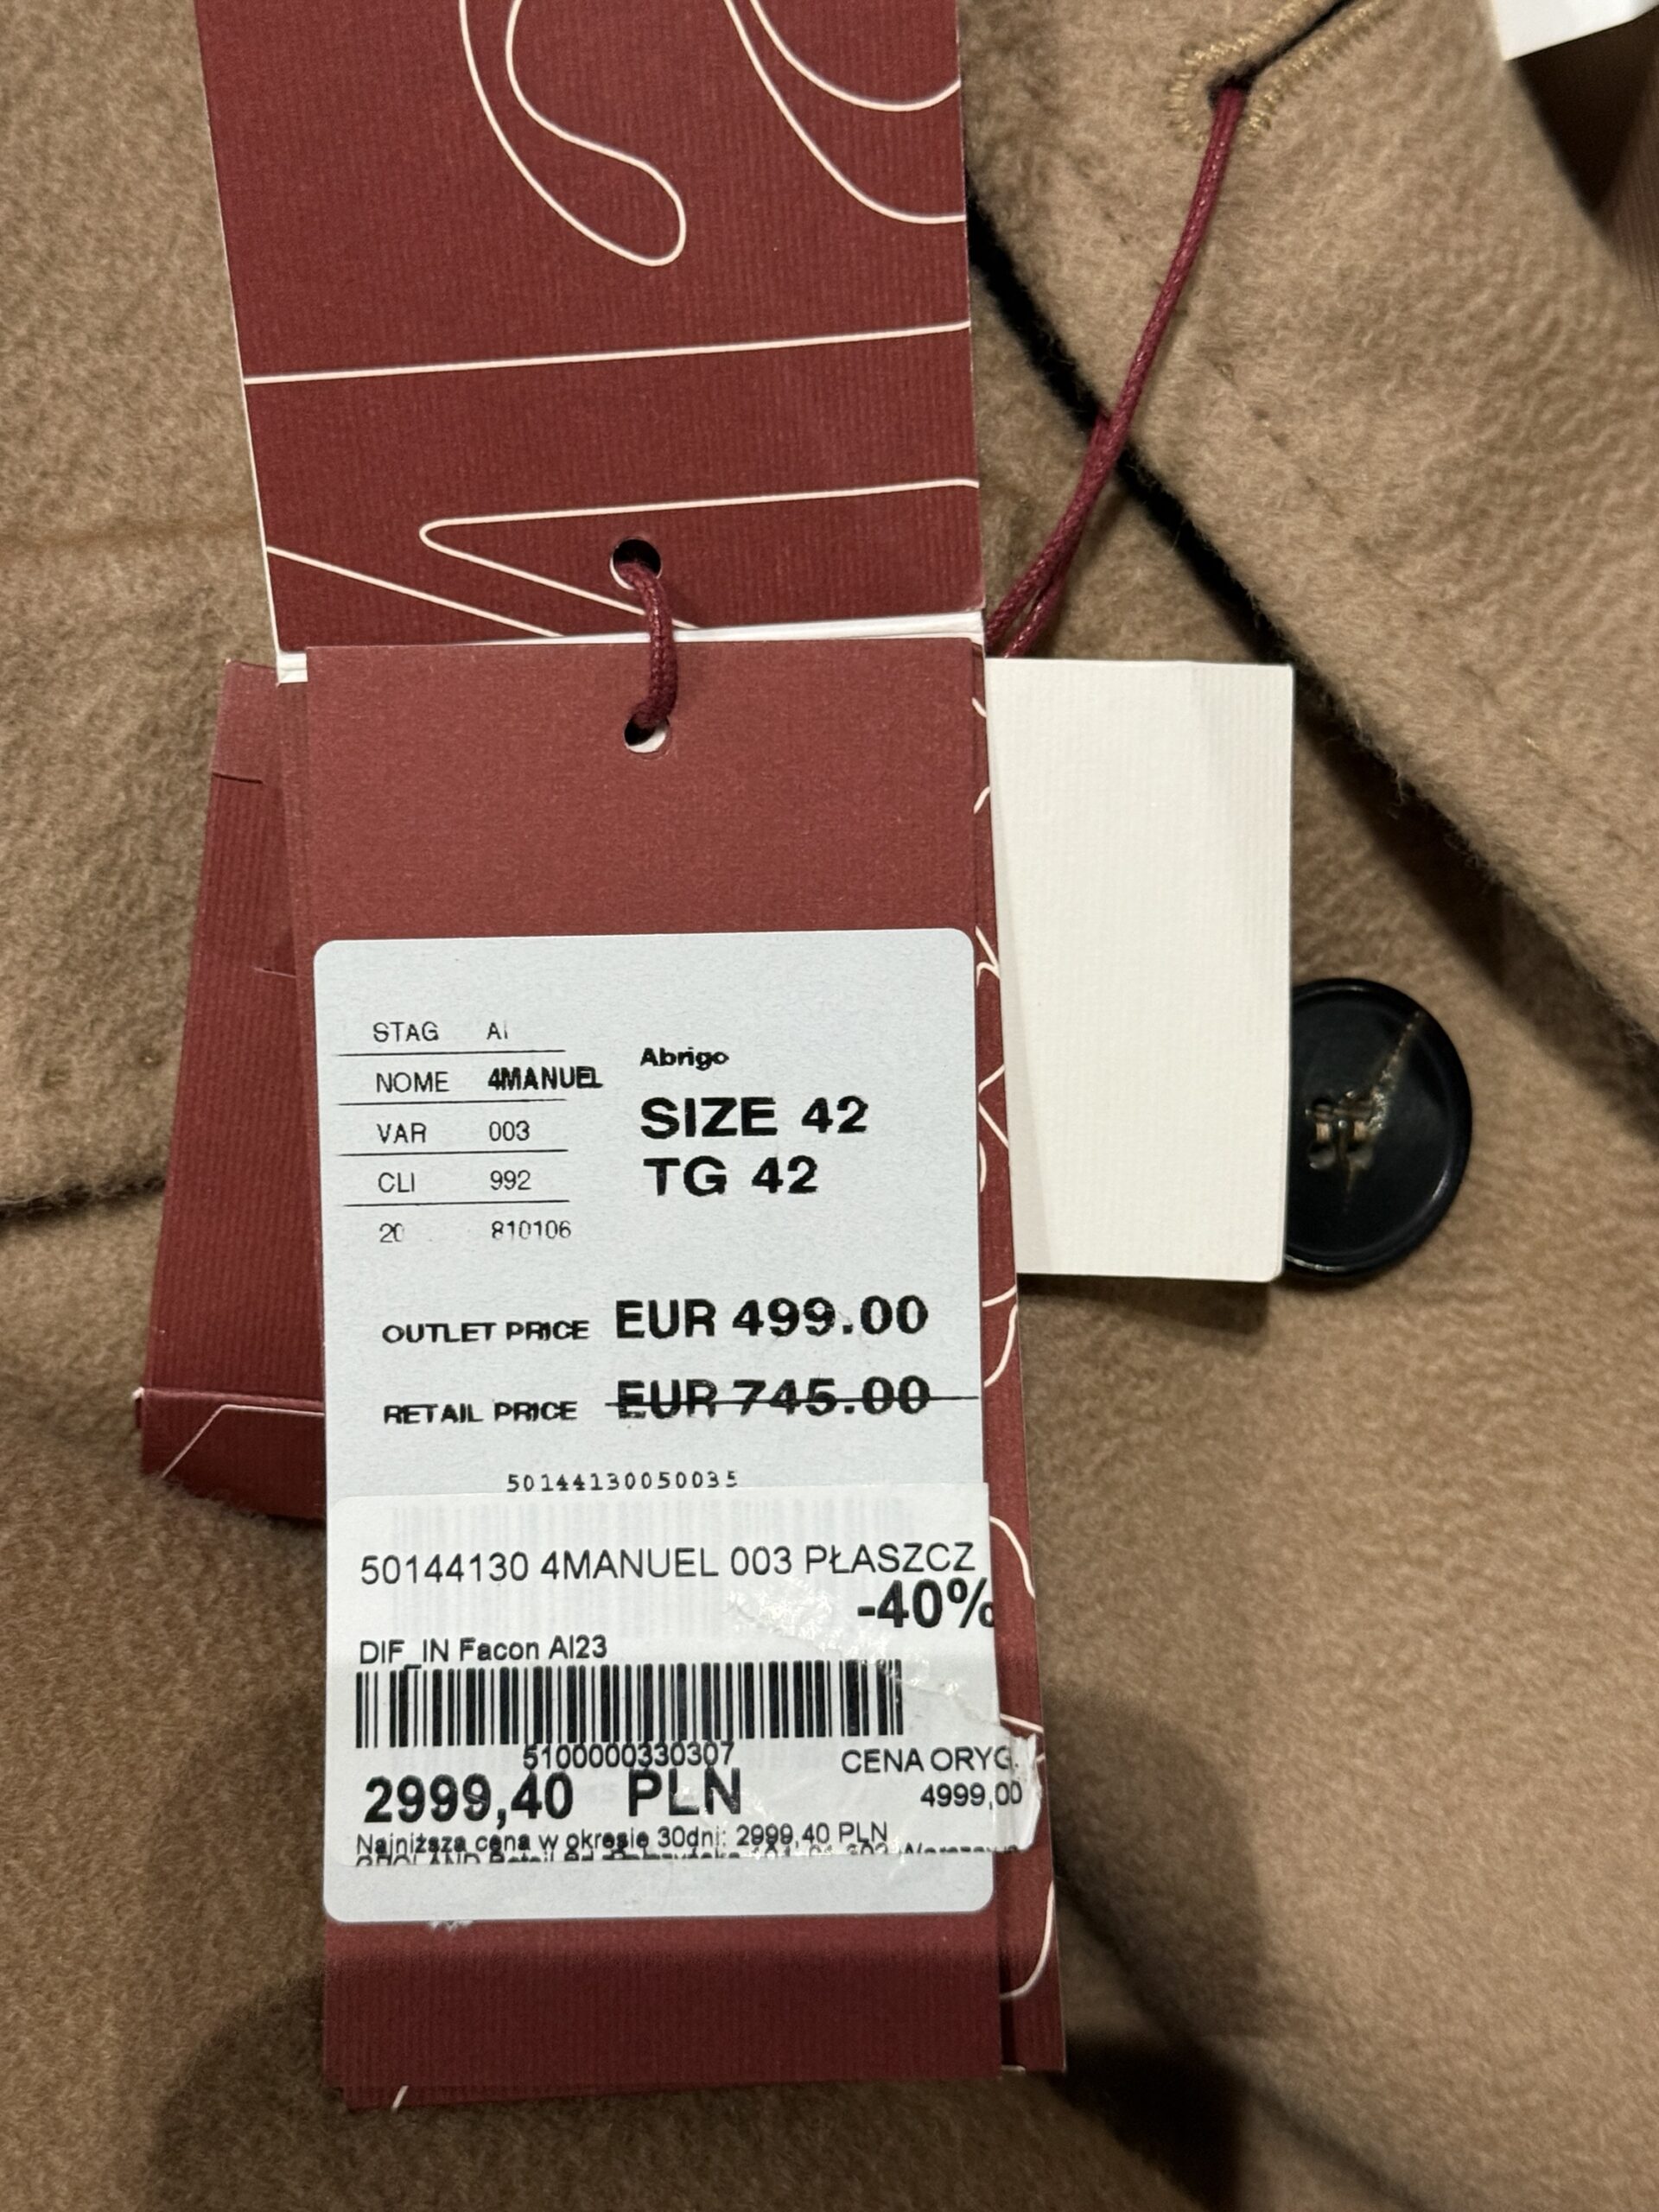 STAG AI
NOME 4MANUEL
VAR 003
CLI 992
20 810106
Abrigo
SIZE 42
TG 42
OUTLET PRICE EUR 499.00
RETAIL PRICE EUR 745.00
50144130050035
50144130 4MANUEL 003 PŁASZCZ
-40%
DIF_IN Facon AI23
5100000330307
CENA ORYG.
4999,00
2999,40 PLN
Najniższa cena w okresie 30dni: 2999,40 PLN